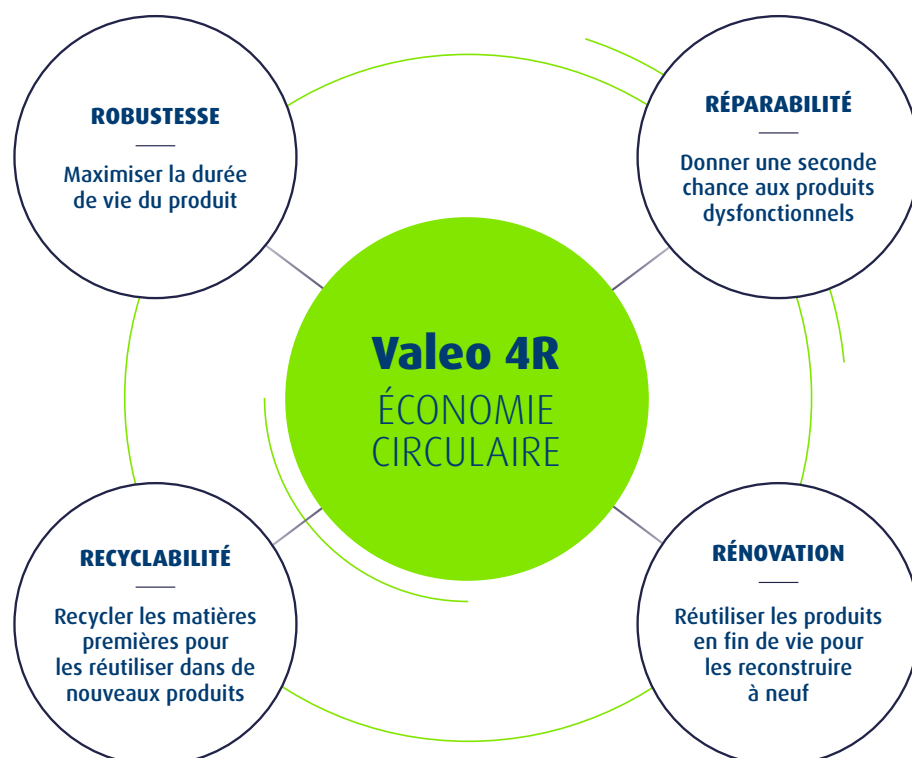 ROBUSTESSE
Maximiser la durée
de vie du produit
RÉPARABILITÉ
Donner une seconde
chance aux produits
dysfonctionnels
Valeo 4R
ÉCONOMIE
CIRCULAIRE
RECYCLABILITÉ
Recycler les matières
premières pour
les réutiliser dans de
nouveaux produits
RÉNOVATION
Réutiliser les produits
en fin de vie pour
les reconstruire
à neuf